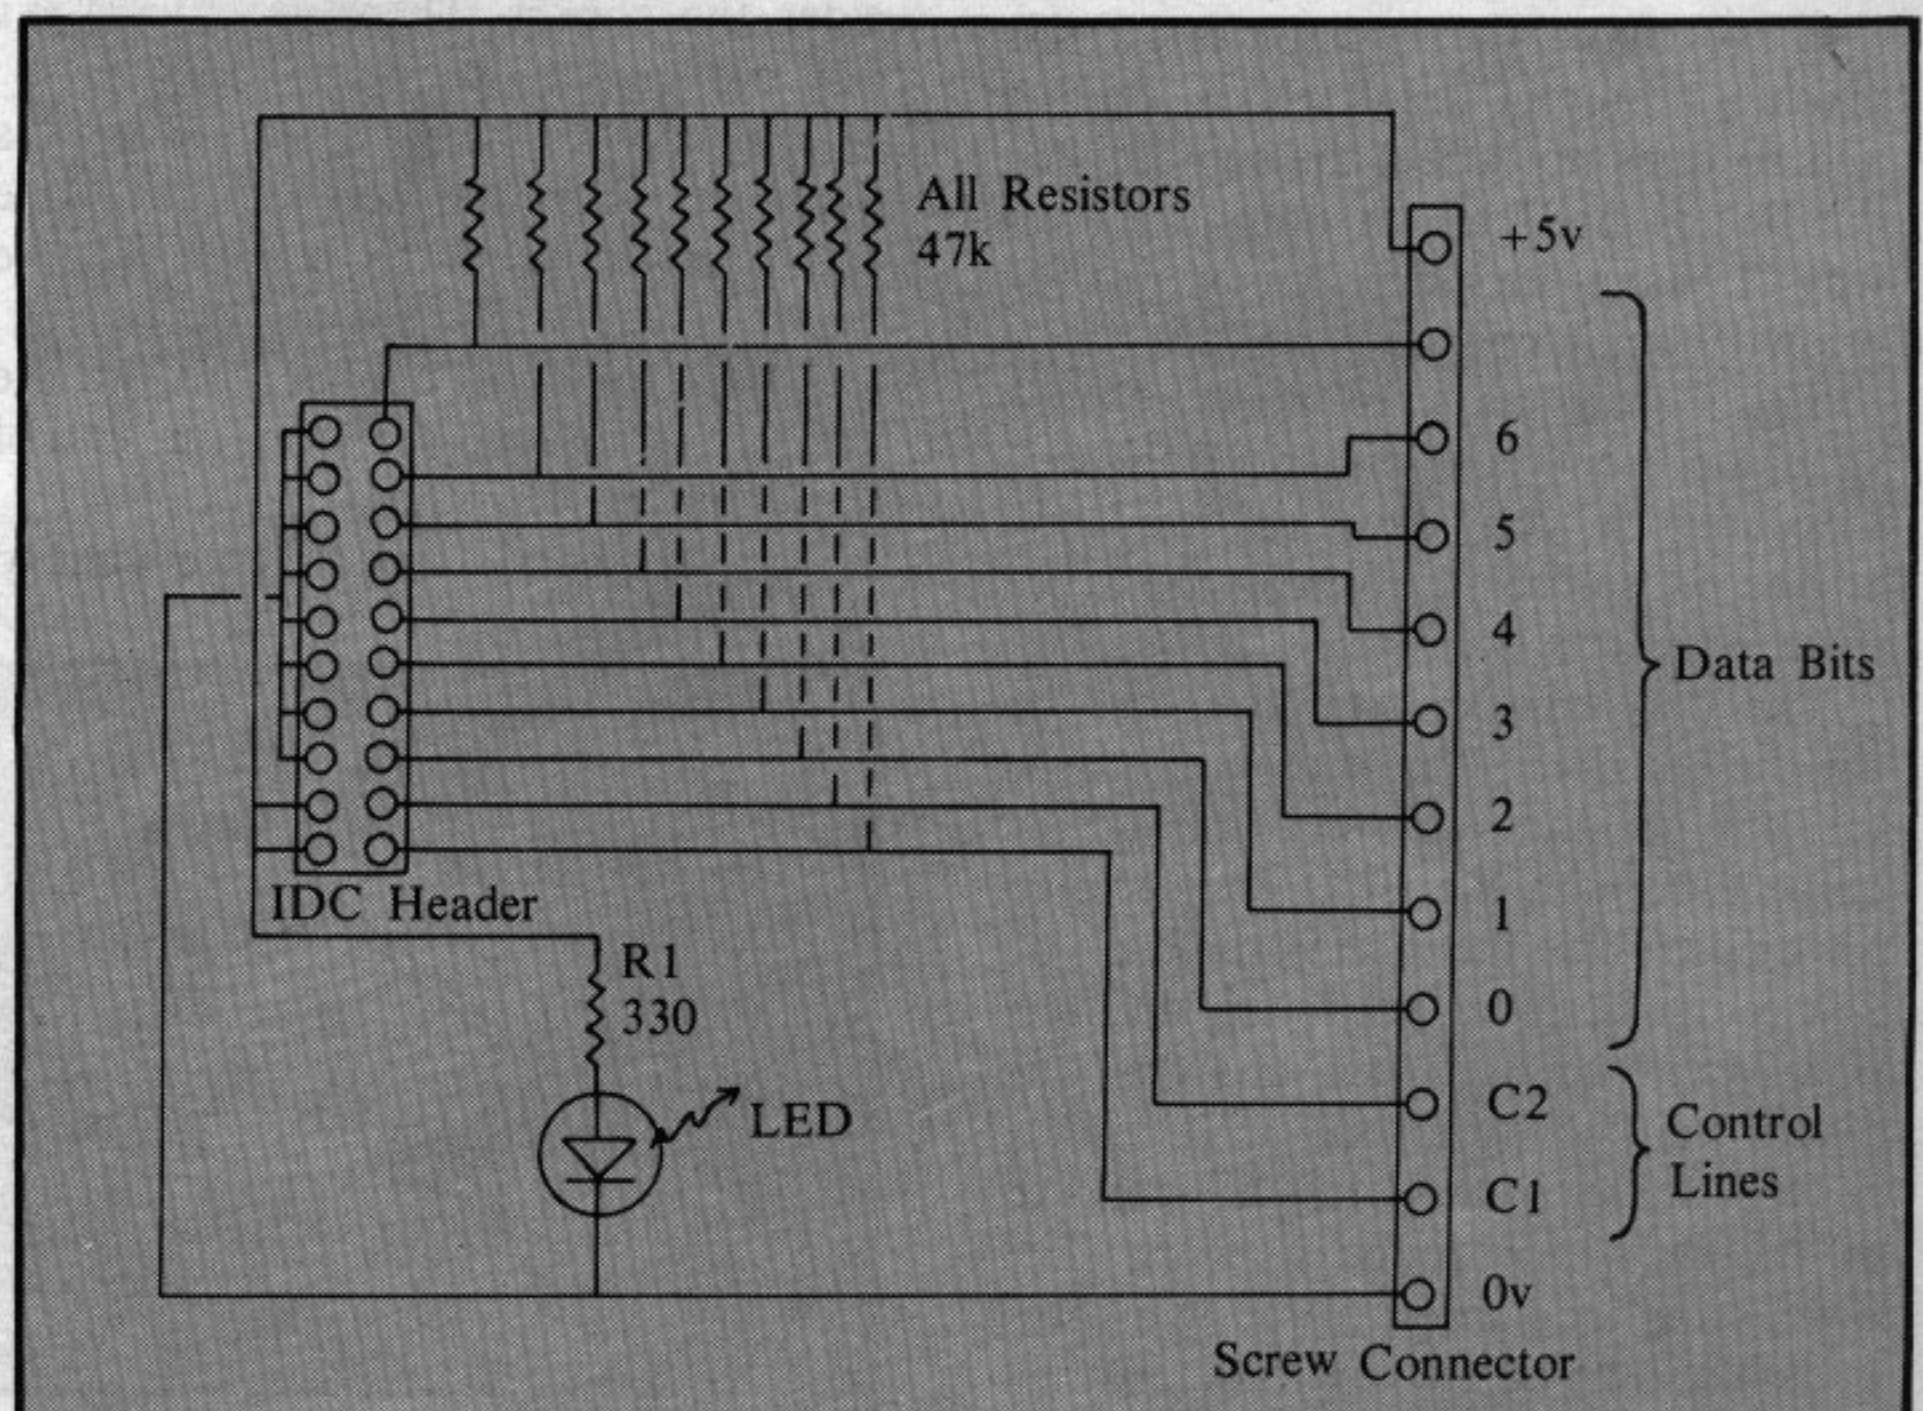 All Resistors
47k
+5v
6
5
4
3
2
1
0
Data Bits
C2
C1
Control
Lines
0v
IDC Header
R1
330
LED
Screw Connector